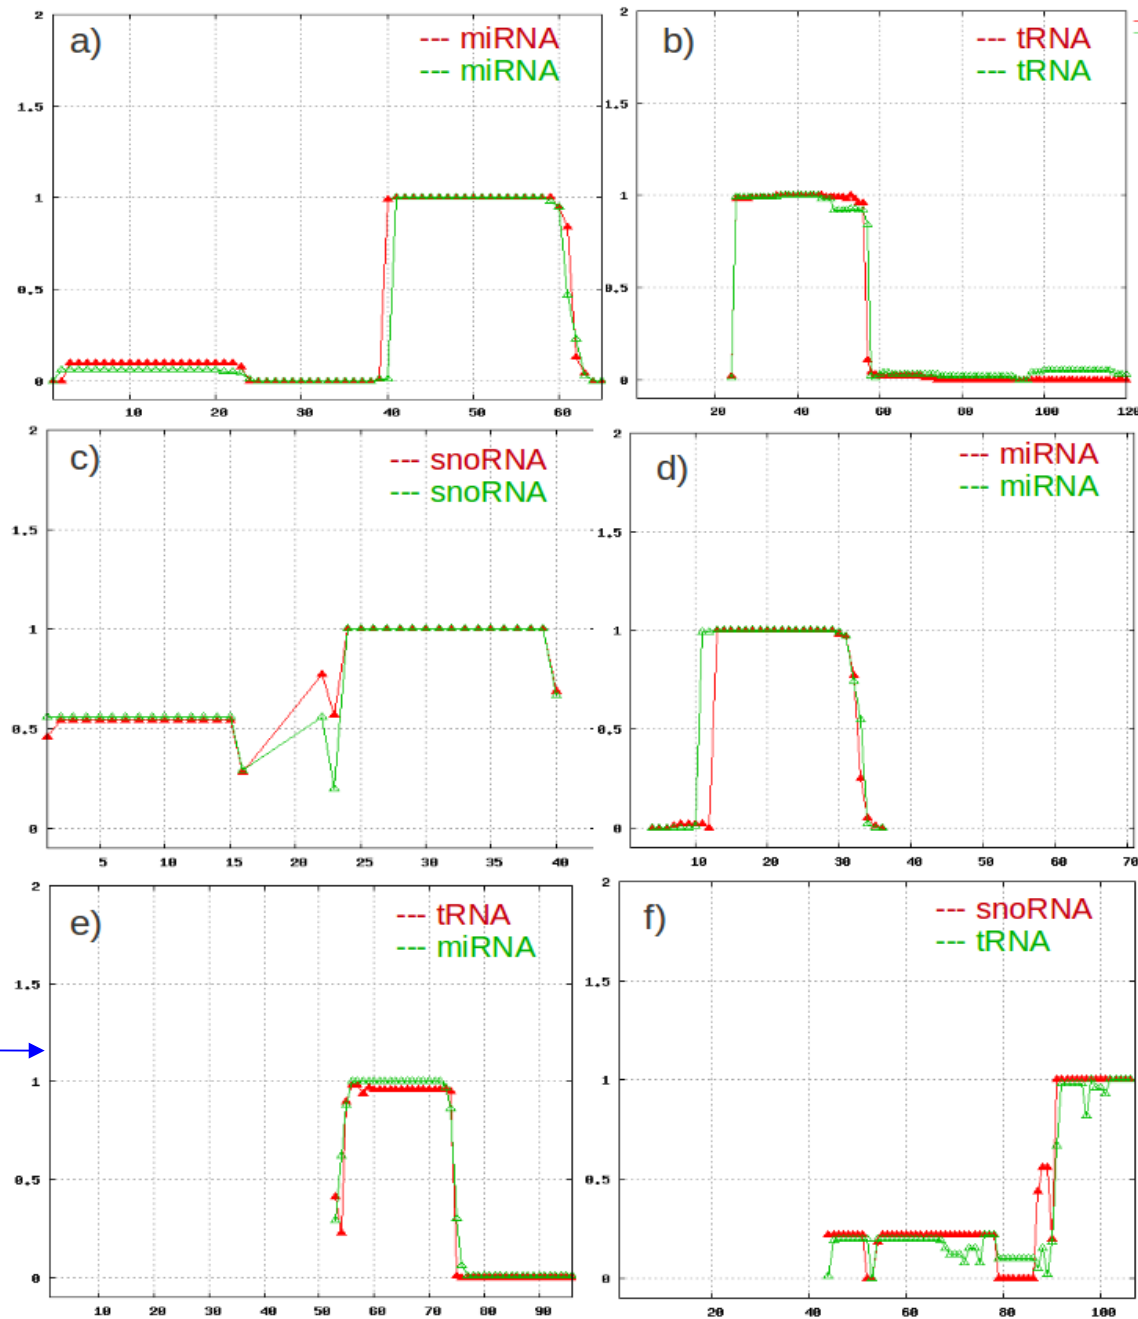 a)
--- miRNA
--- miRNA
2
1.5
1
0.5
0
10 20 30 40 50 60
b)
--- tRNA
--- tRNA
2
1.5
1
0.5
0
20 40 60 80 100 120
c)
--- snoRNA
--- snoRNA
2
1.5
1
0.5
0
5 10 15 20 25 30 35 40
d)
--- miRNA
--- miRNA
2
1.5
1
0.5
0
10 20 30 40 50 60 70
e)
--- tRNA
--- miRNA
2
1.5
1
0.5
0
10 20 30 40 50 60 70 80 90
f)
--- snoRNA
--- tRNA
2
1.5
1
0.5
0
20 40 60 80 100